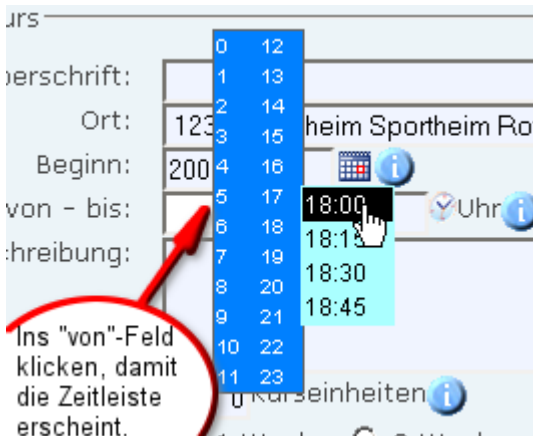 urs
berschrift:
Ort: 123 heim Sportheim Ro
Beginn: 200
von - bis: Uhr
hreibung:
0 12
1 13
2 14
3 15
4 16
5 17
6 18
7 19
8 20
9 21
10 22
11 23
18:00
18:15
18:30
18:45
Ins "von"-Feld
klicken, damit
die Zeitleiste
erscheint.
Kurseinheiten